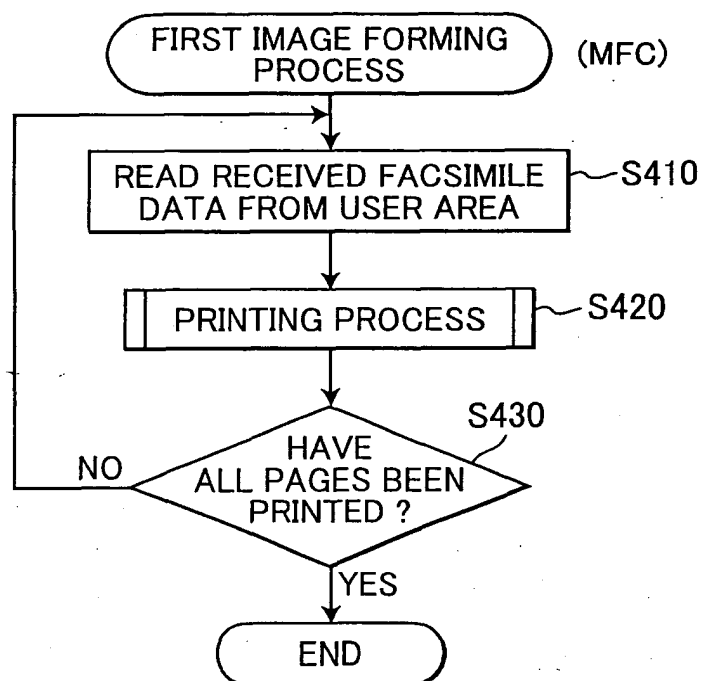 FIRST IMAGE FORMING
PROCESS
(MFC)
READ RECEIVED FACSIMILE
DATA FROM USER AREA
S410
PRINTING PROCESS
S420
S430
HAVE
ALL PAGES BEEN
PRINTED ?
NO
YES
END